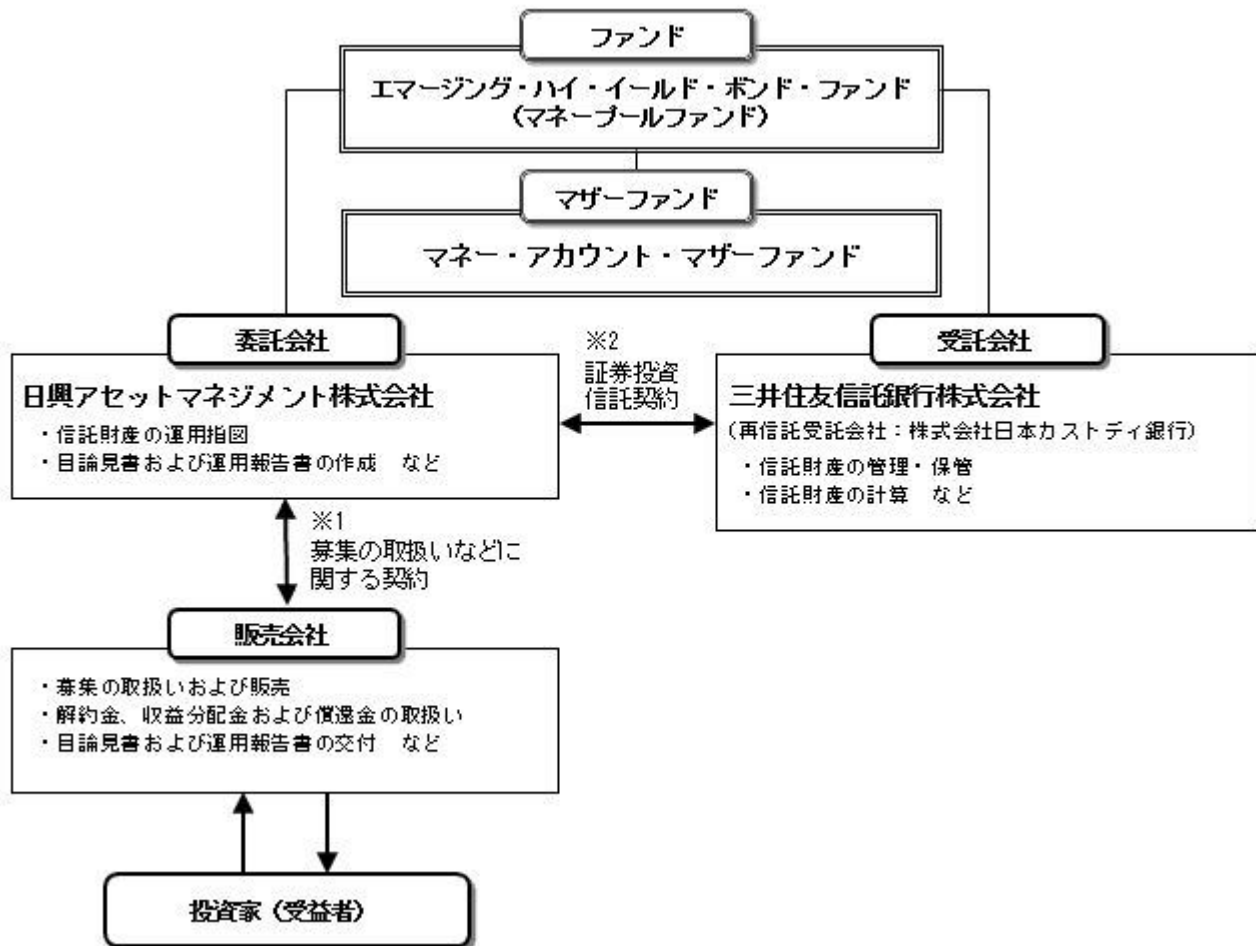 ファンド
エマージング・ハイ・イールド・ボンド・ファンド
(マネープールファンド)
マザーファンド
マネー・アカウント・マザーファンド
委託会社
日興アセットマネジメント株式会社
・信託財産の運用指図
・目論見書および運用報告書の作成 など
※2
証券投資
信託契約
受託会社
三井住友信託銀行株式会社
(再信託受託会社:株式会社日本カストディ銀行)
・信託財産の管理・保管
・信託財産の計算 など
※1
募集の取扱いなどに
関する契約
販売会社
・募集の取扱いおよび販売
・解約金、収益分配金および償還金の取扱い
・目論見書および運用報告書の交付 など
投資家(受益者)